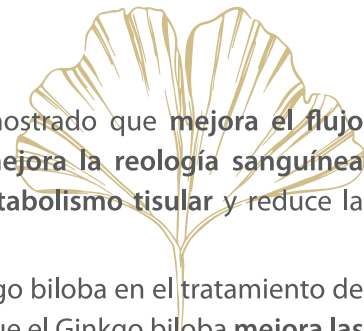 mostrado que mejora el flujo
mejora la reología sanguínea
tabolismo tisular y reduce la
go biloba en el tratamiento de
ue el Ginkgo biloba mejora las